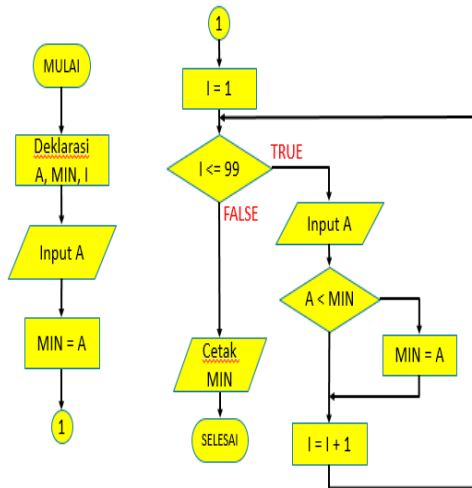 MULAI
Deklarasi
A, MIN, I
Input A
MIN = A
1
1
I = 1
I <= 99
TRUE
FALSE
Input A
A < MIN
MIN = A
I = I + 1
Cetak
MIN
SELESAI